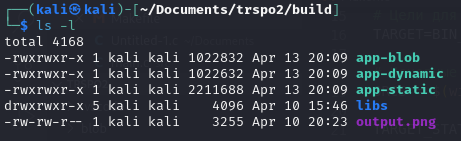 (kali㉿kali)-[~/Documents/trspo2/build]
$ ls -l
total 4168
-rwxrwxr-x 1 kali kali 1022832 Apr 13 20:09 app-blob
-rwxrwxr-x 1 kali kali 1022632 Apr 13 20:09 app-dynamic
-rwxrwxr-x 1 kali kali 2211688 Apr 13 20:09 app-static
drwxrwxr-x 5 kali kali    4096 Apr 10 15:46 libs
-rw-rw-r-- 1 kali kali    3255 Apr 10 20:23 output.png